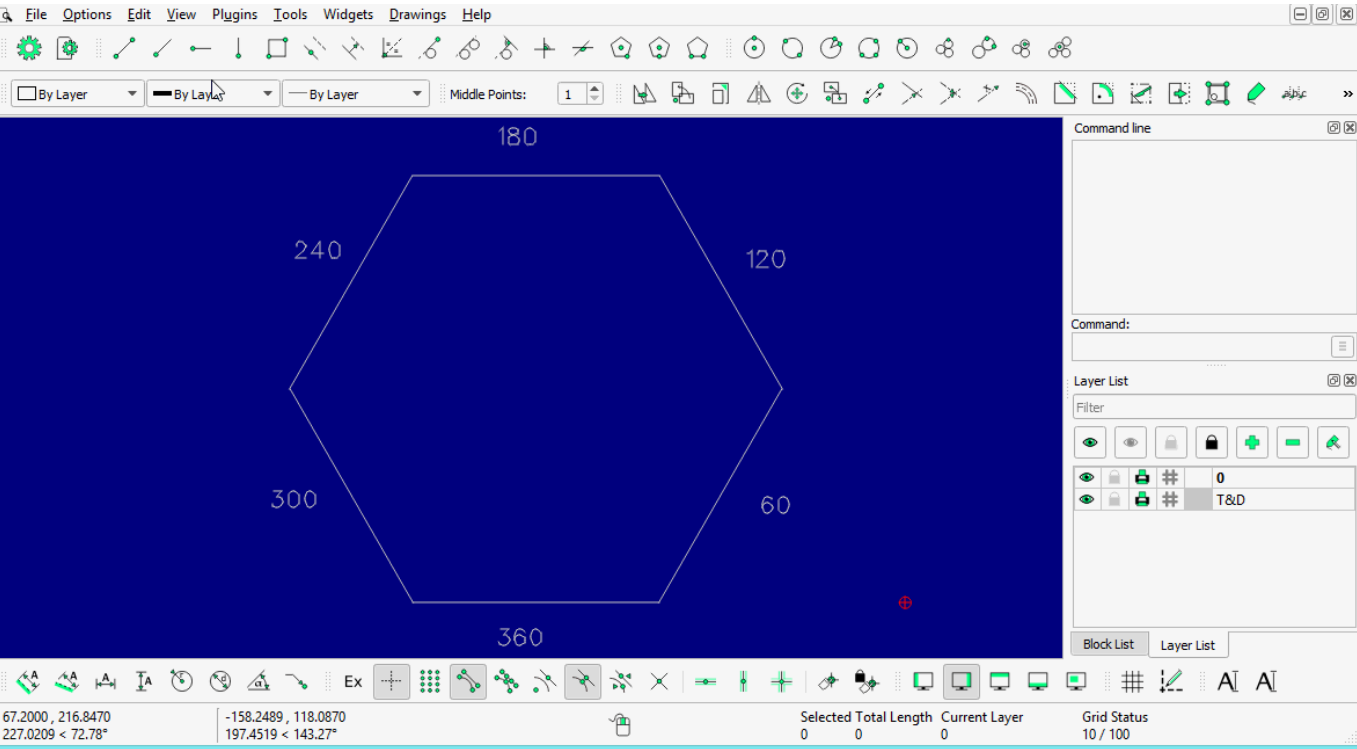 File Options Edit View Plugins Tools Widgets Drawings Help
By Layer By Layer By Layer Middle Points: 1 abc »
180
240
120
300
60
360
Command line
Command:
Layer List
Filter
0
T&D
Block List Layer List
Ex
67.2000 , 216.8470 -158.2489 , 118.0870 Selected Total Length Current Layer Grid Status
227.0209 < 72.78° 197.4519 < 143.27° 0 0 0 10 / 100